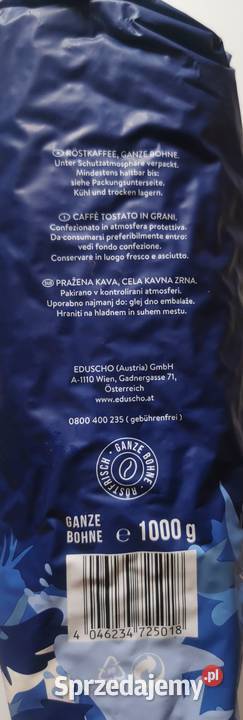 RÖSTKAFFEE, GANZE BOHNE.
Unter Schutzatmosphäre verpackt.
Mindestens haltbar bis:
siehe Packungsunterseite.
Kühl und trocken lagern.
I CAFFÈ TOSTATO IN GRANI.
Confezionato in atmosfera protettiva.
Da consumarsi preferibilmente entro:
vedi fondo confezione.
Conservare in luogo fresco e asciutto.
PRAŽENA KAVA, CELA KAVNA ZRNA.
Pakirano v kontrolirani atmosferi.
Uporabno najmanj do: glej dno embalaže.
Hraniti na hladnem in suhem mestu.
EDUSCHO (Austria) GmbH
A-1110 Wien, Gadnergasse 71,
Österreich
www.eduscho.at
0800 400 235 ( gebührenfrei )
GANZE BOHNE
RÖSTFRISCH
GANZE
BOHNE ℮ 1000 g
4 046234 725018
Sprzedajemy.pl